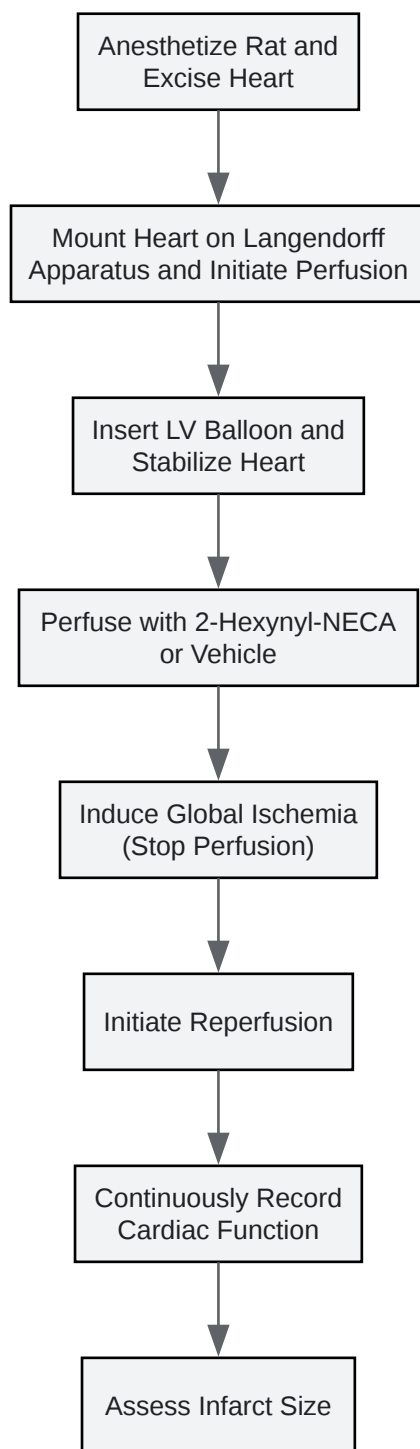 Anesthetize Rat and
Excise Heart
Mount Heart on Langendorff
Apparatus and Initiate Perfusion
Insert LV Balloon and
Stabilize Heart
Perfuse with 2-Hexynyl-NECA
or Vehicle
Induce Global Ischemia
(Stop Perfusion)
Initiate Reperfusion
Continuously Record
Cardiac Function
Assess Infarct Size